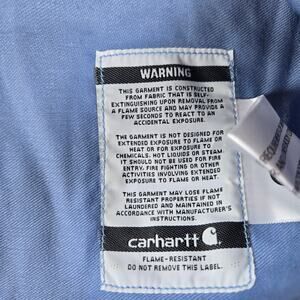 WARNING
THIS GARMENT IS CONSTRUCTED
FROM FABRIC THAT IS SELF-
EXTINGUISHING UPON REMOVAL FROM
A FLAME SOURCE AND MAY PROVIDE A
FEW SECONDS TO REACT TO AN
ACCIDENTAL EXPOSURE.
THE GARMENT IS NOT DESIGNED FOR
EXTENDED EXPOSURE TO FLAME OR
HEAT OR FOR EXPOSURE TO
CHEMICALS, HOT LIQUIDS OR STEAM
IT SHOULD NOT BE USED FOR FIRE
ENTRY, FIRE FIGHTING OR OTHER
ACTIVITIES INVOLVING EXTENDED
EXPOSURE TO FLAME OR HEAT.
THIS GARMENT MAY LOSE FLAME
RESISTANT PROPERTIES IF NOT
LAUNDERED AND MAINTAINED IN
ACCORDANCE WITH MANUFACTURER'S
INSTRUCTIONS.
carhartt
FLAME-RESISTANT
DO NOT REMOVE THIS LABEL.